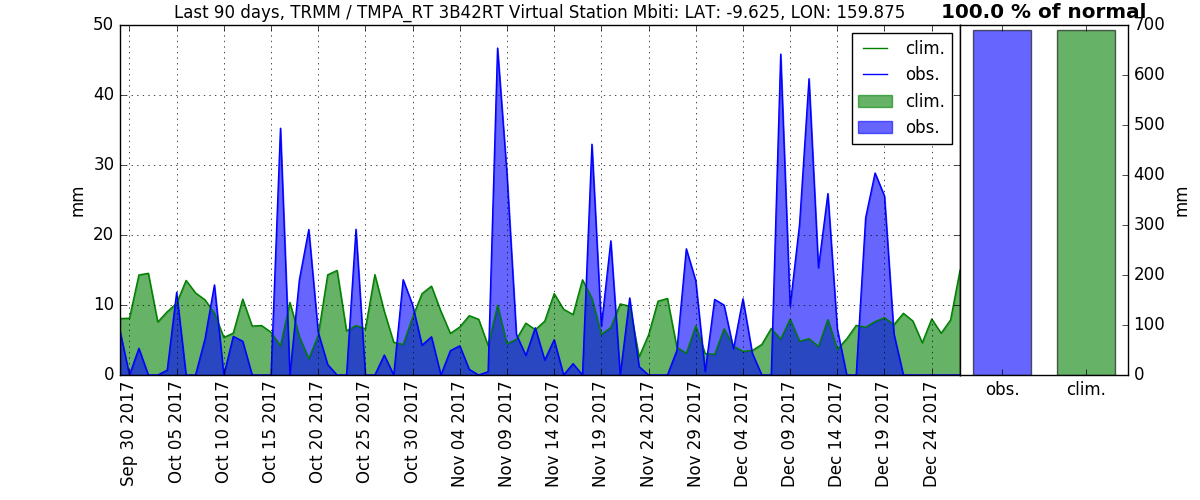 Last 90 days, TRMM / TMPA_RT 3B42RT Virtual Station Mbiti: LAT: -9.625, LON: 159.875
100.0 % of normal
50
40
30
20
10
0
mm
clim.
obs.
clim.
obs.
Sep 30 2017
Oct 05 2017
Oct 10 2017
Oct 15 2017
Oct 20 2017
Oct 25 2017
Oct 30 2017
Nov 04 2017
Nov 09 2017
Nov 14 2017
Nov 19 2017
Nov 24 2017
Nov 29 2017
Dec 04 2017
Dec 09 2017
Dec 14 2017
Dec 19 2017
Dec 24 2017
700
600
500
400
300
200
100
0
mm
obs.
clim.